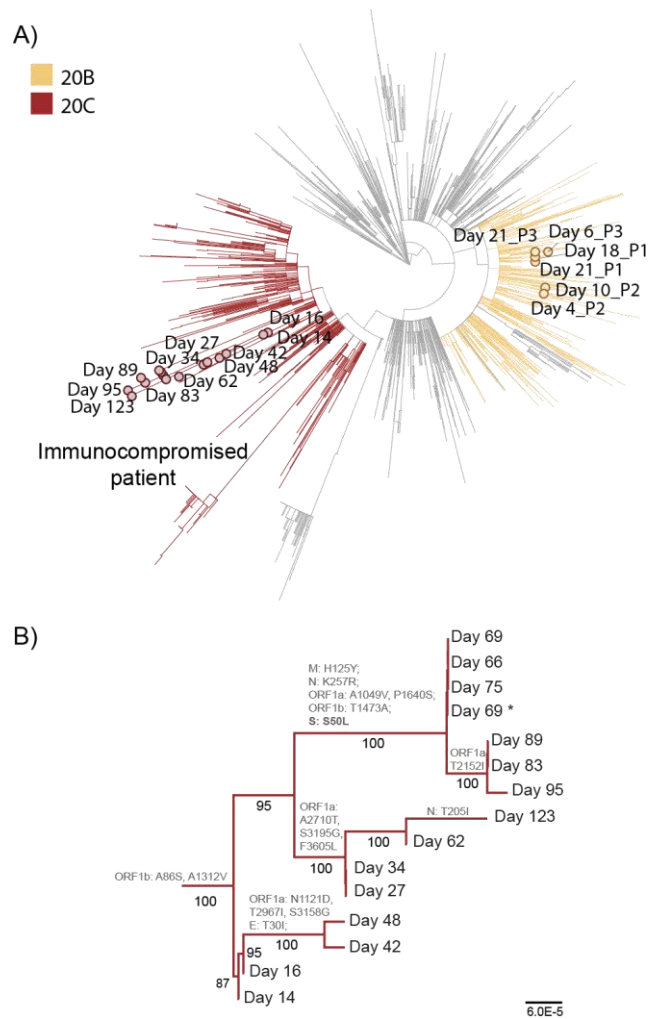 A)
20B
20C
Day 21_P3
Day 6_P3
Day 18_P1
Day 21_P1
Day 10_P2
Day 4_P2
Day 16
Day 14
Day 27
Day 34
Day 42
Day 48
Day 89
Day 62
Day 95
Day 83
Day 123
Immunocompromised
patient
B)
M: H125Y;
N: K257R;
ORF1a: A1049V, P1640S;
ORF1b: T1473A;
S: S50L
100
Day 69
Day 66
Day 75
Day 69 *
ORF1a
T2152I
100
Day 89
Day 83
Day 95
95
ORF1a:
A2710T,
S3195G,
F3605L
100
100
N: T205I
Day 123
Day 62
Day 34
Day 27
ORF1b: A86S, A1312V
100
ORF1a: N1121D,
T2967I, S3158G
E: T30I;
100
Day 48
Day 42
95
Day 16
87
Day 14
6.0E-5